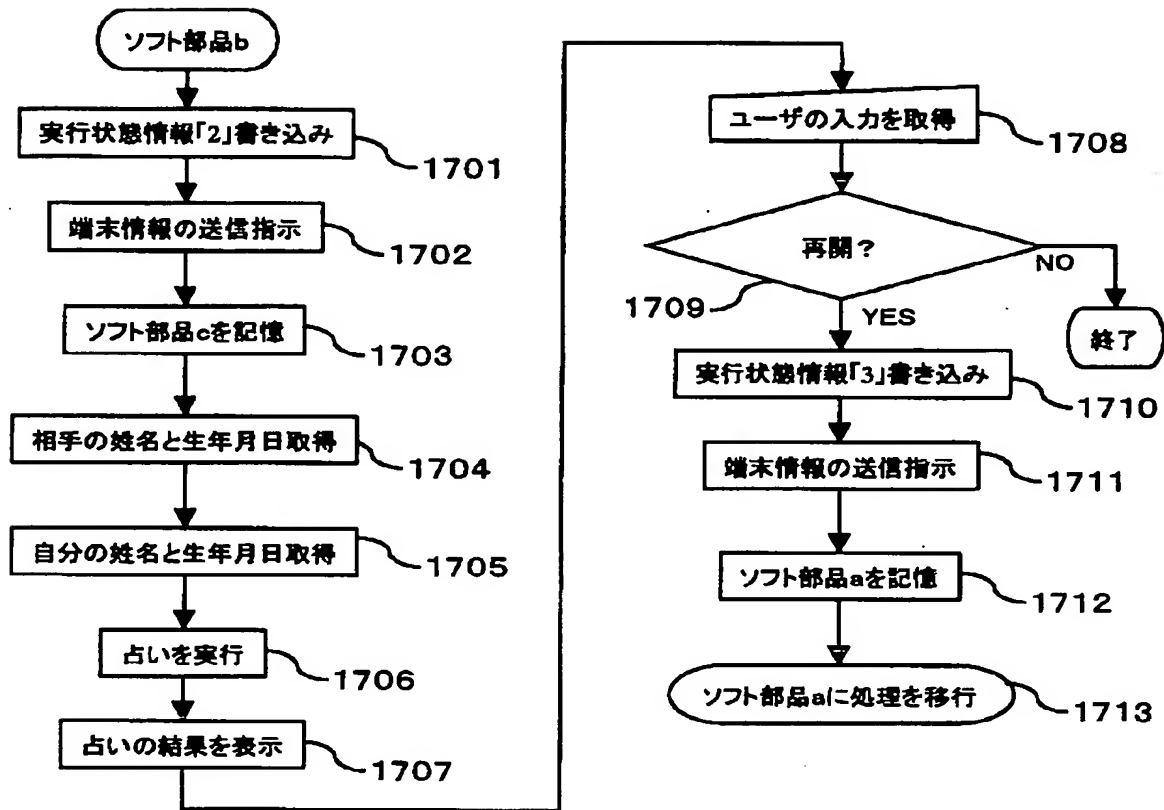 ソフト部品b
実行状態情報「2」書き込み
1701
端末情報の送信指示
1702
ソフト部品cを記憶
1703
相手の姓名と生年月日取得
1704
自分の姓名と生年月日取得
1705
占いを実行
1706
占いの結果を表示
1707
ユーザの入力を取得
1708
再開?
NO
1709
YES
終了
実行状態情報「3」書き込み
1710
端末情報の送信指示
1711
ソフト部品aを記憶
1712
ソフト部品aに処理を移行
1713